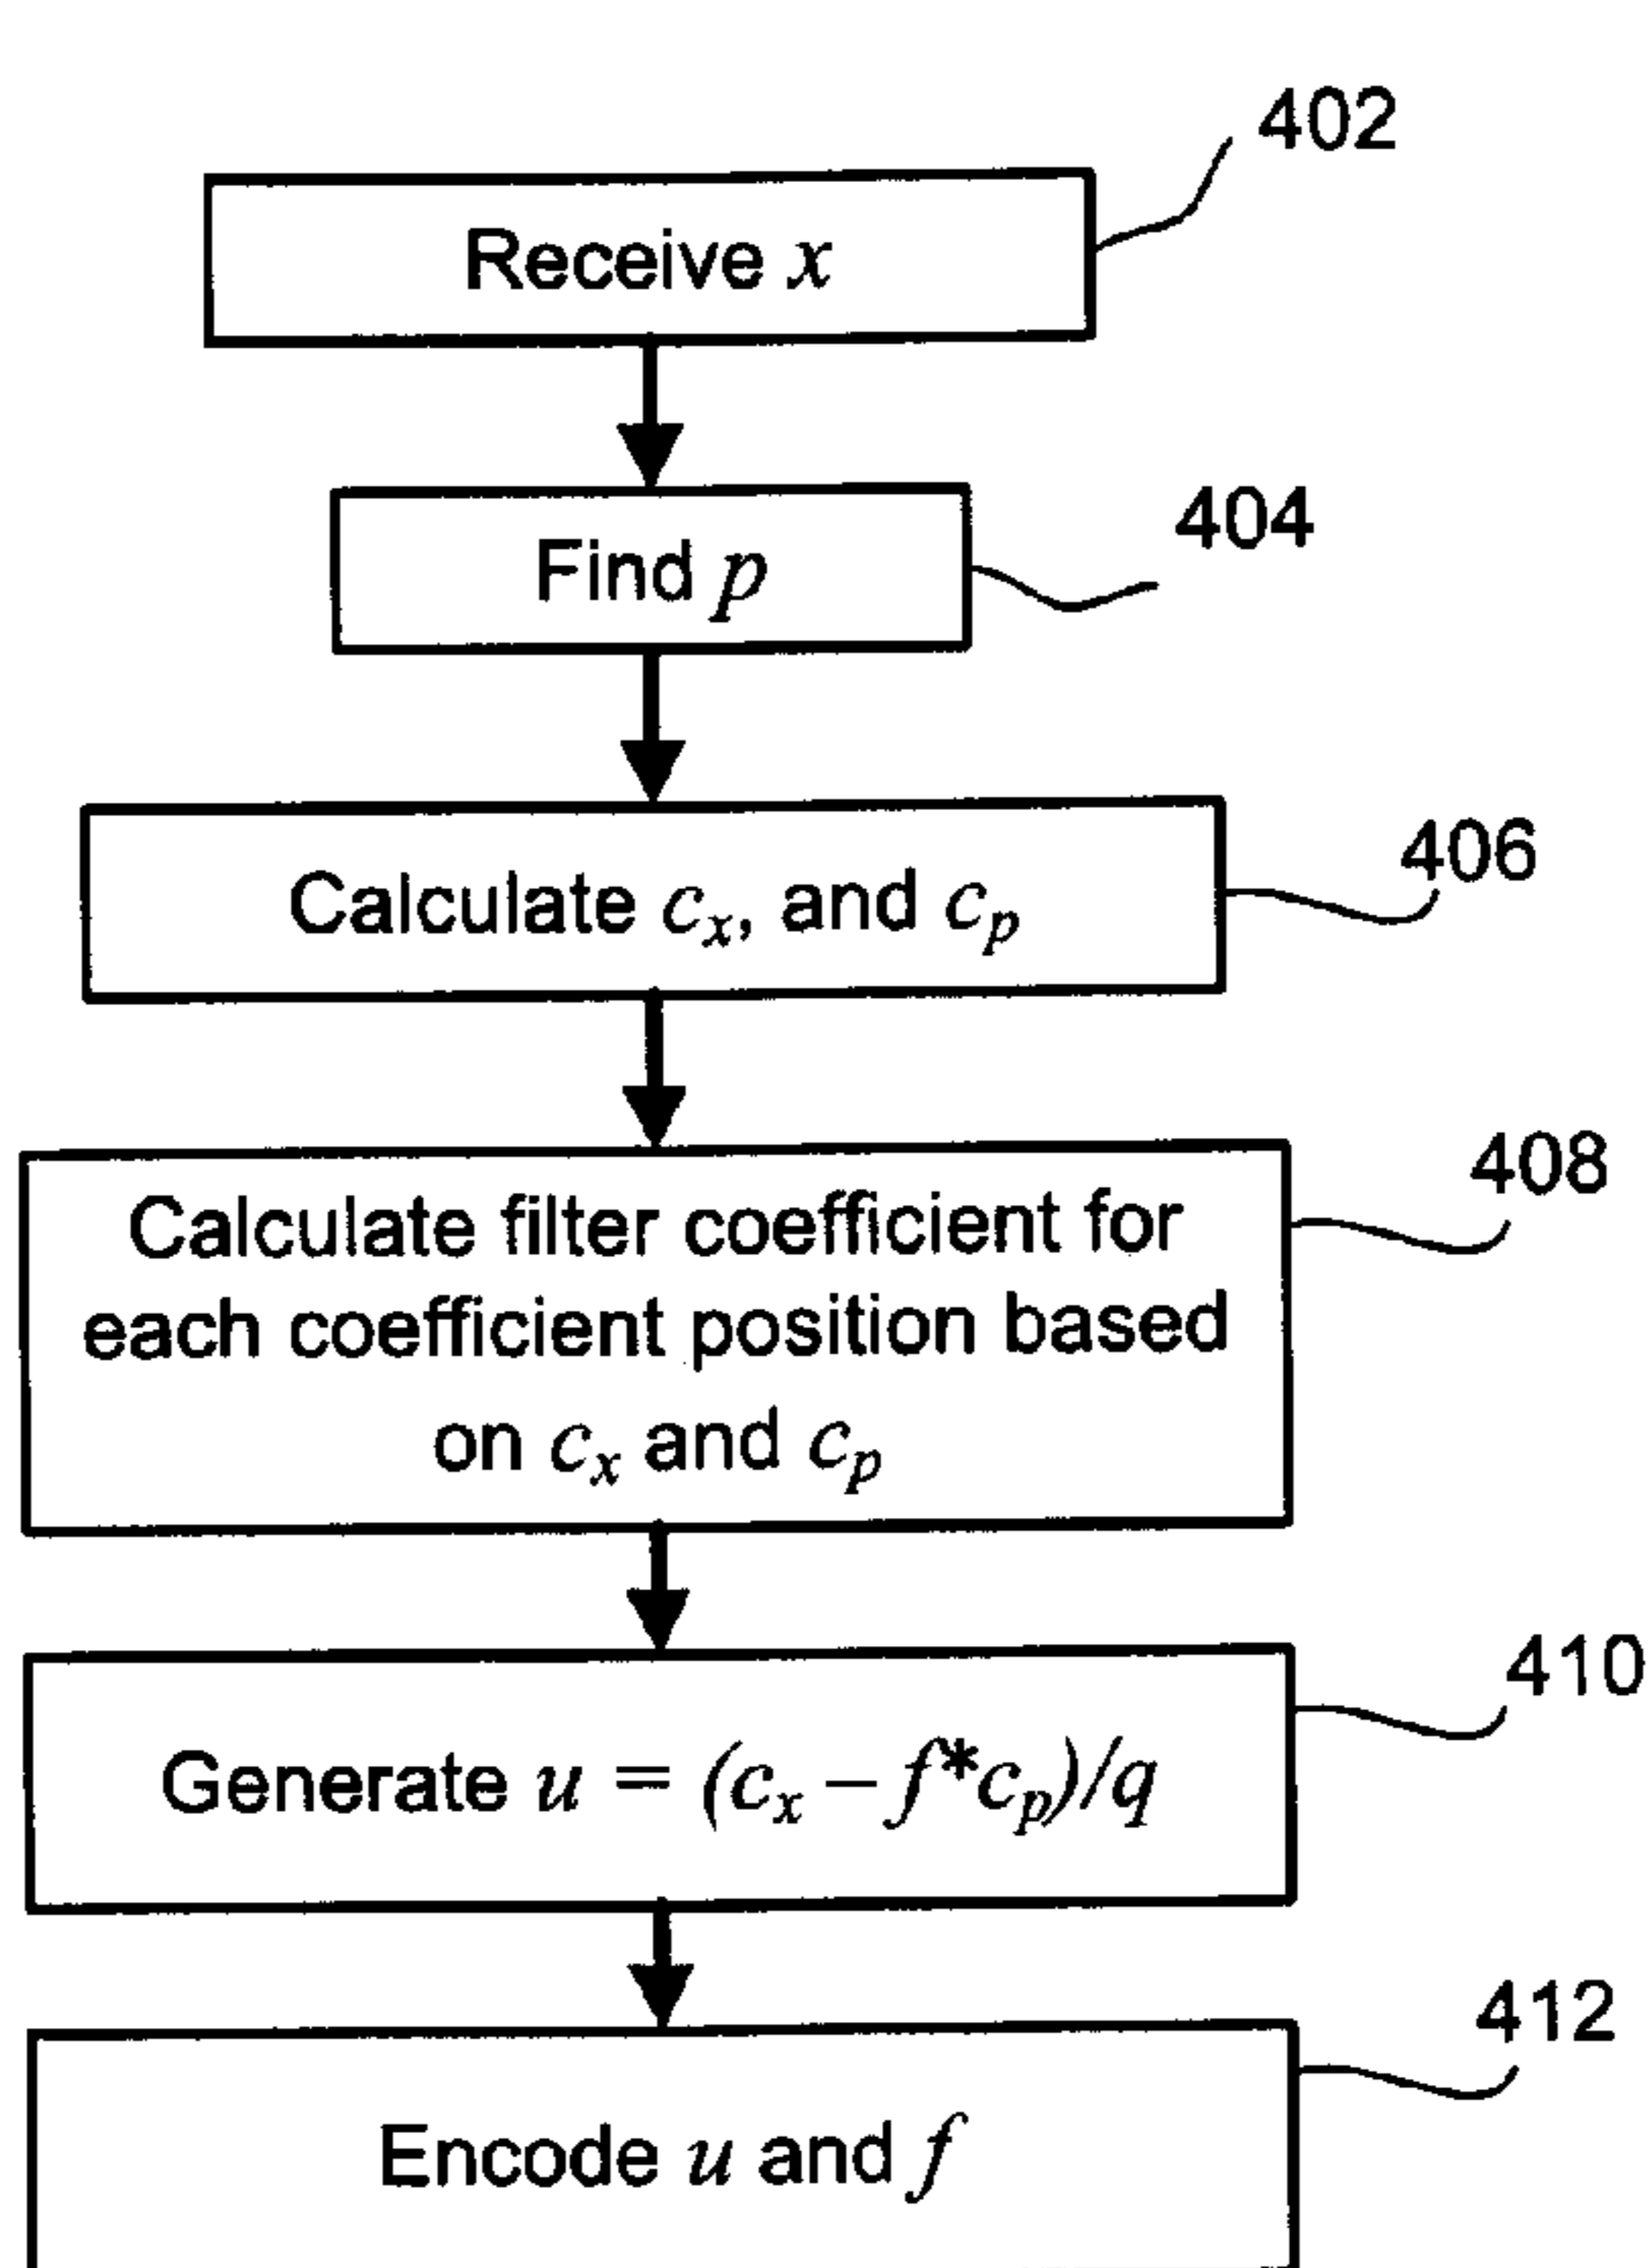 402
Receive x
404
Find p
406
Calculate cₓ, and cₚ
408
Calculate filter coefficient for
each coefficient position based
on cₓ and cₚ
410
Generate u = (cₓ – f*cₚ)/q
412
Encode u and f